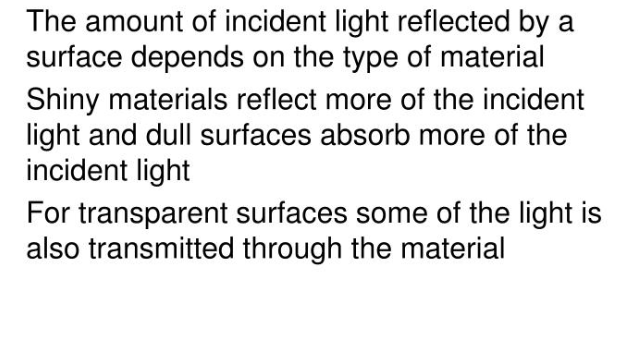 The amount of incident light reflected by a
surface depends on the type of material
Shiny materials reflect more of the incident
light and dull surfaces absorb more of the
incident light
For transparent surfaces some of the light is
also transmitted through the material